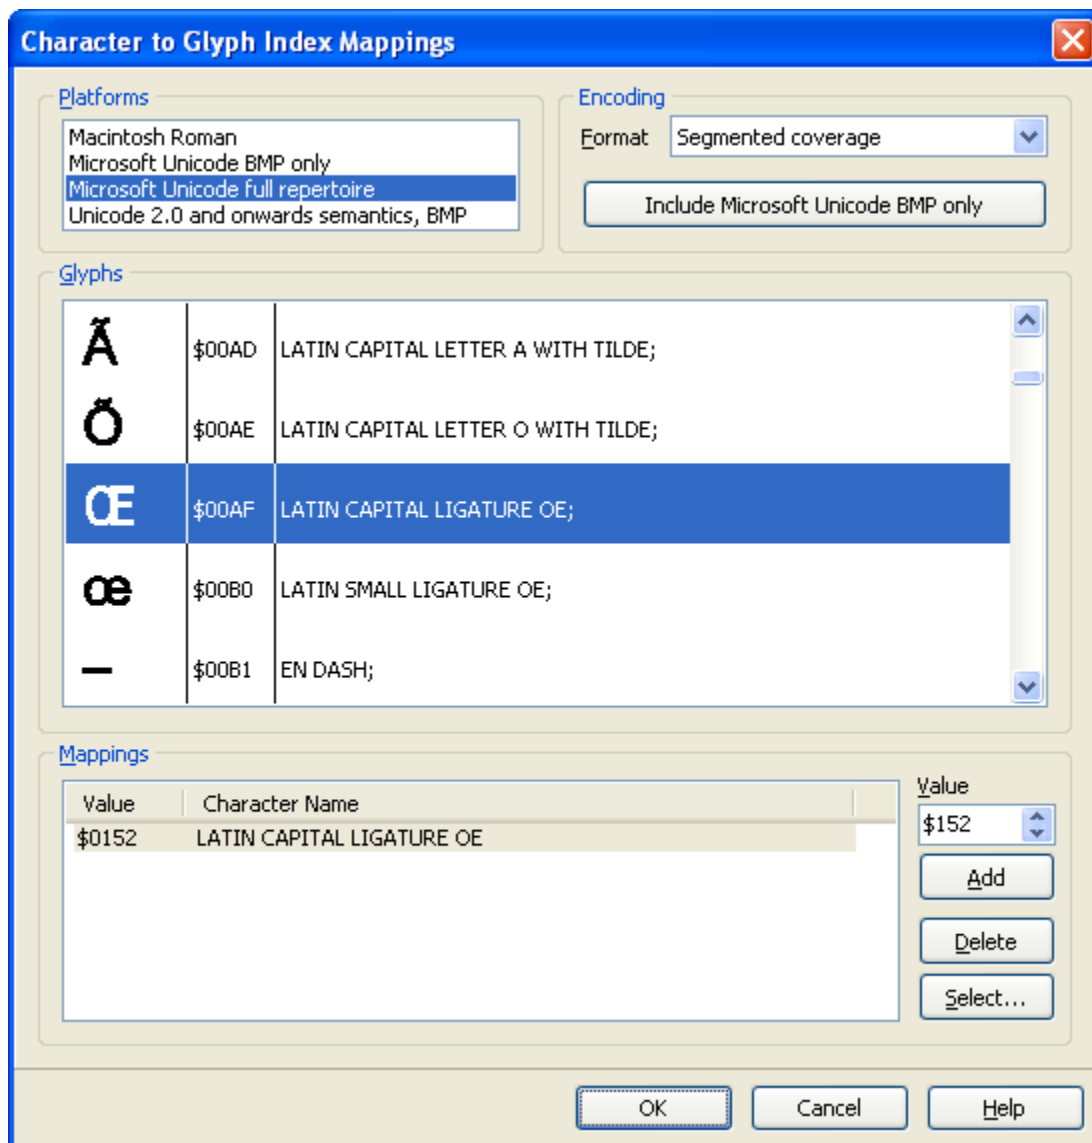 Character to Glyph Index Mappings
Platforms
Macintosh Roman
Microsoft Unicode BMP only
Microsoft Unicode full repertoire
Unicode 2.0 and onwards semantics, BMP
Encoding
Format Segmented coverage
Include Microsoft Unicode BMP only
Glyphs
Ã $00AD LATIN CAPITAL LETTER A WITH TILDE;
Õ $00AE LATIN CAPITAL LETTER O WITH TILDE;
Œ $00AF LATIN CAPITAL LIGATURE OE;
œ $00B0 LATIN SMALL LIGATURE OE;
– $00B1 EN DASH;
Mappings
Value Character Name
$0152 LATIN CAPITAL LIGATURE OE
Value
$152
Add
Delete
Select...
OK Cancel Help